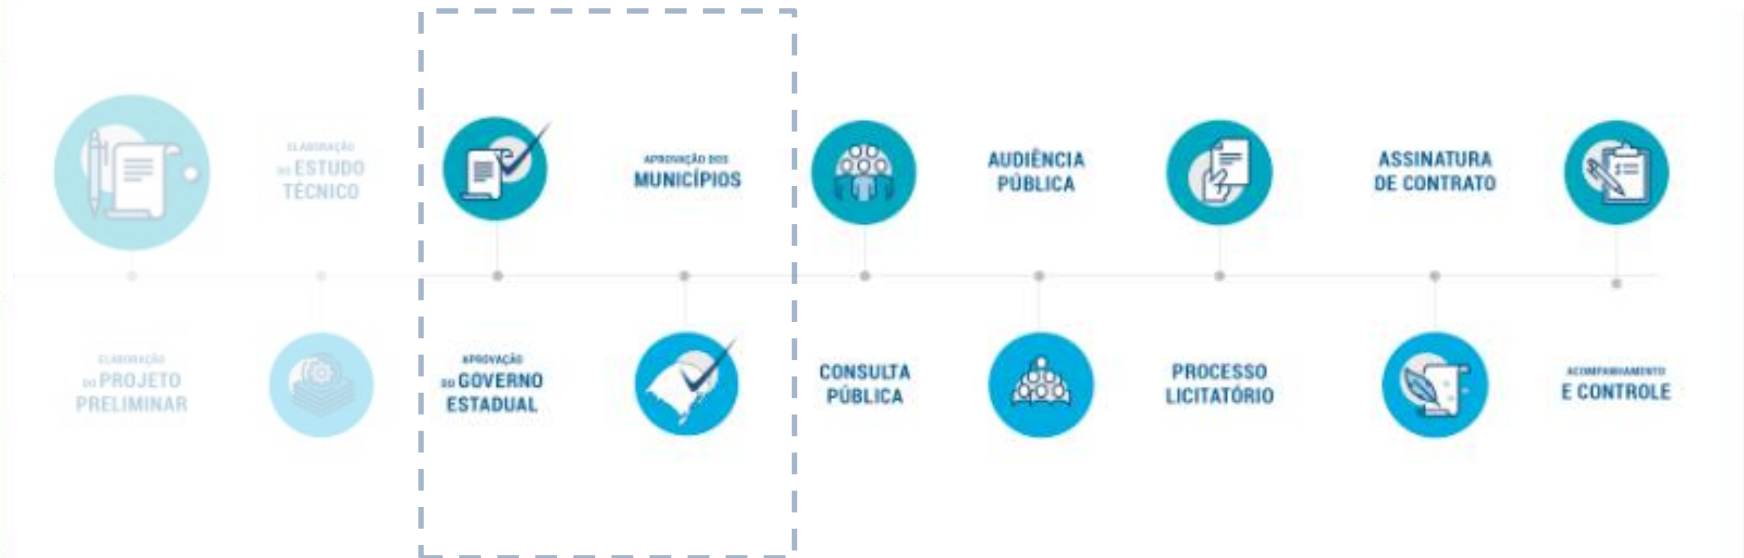 ELABORAÇÃO
DO PROJETO
PRELIMINAR
ELABORAÇÃO
DO ESTUDO
TÉCNICO
APROVAÇÃO
DO GOVERNO
ESTADUAL
APROVAÇÃO DOS
MUNICÍPIOS
CONSULTA
PÚBLICA
AUDIÊNCIA
PÚBLICA
PROCESSO
LICITATÓRIO
ASSINATURA
DE CONTRATO
ACOMPANHAMENTO
E CONTROLE